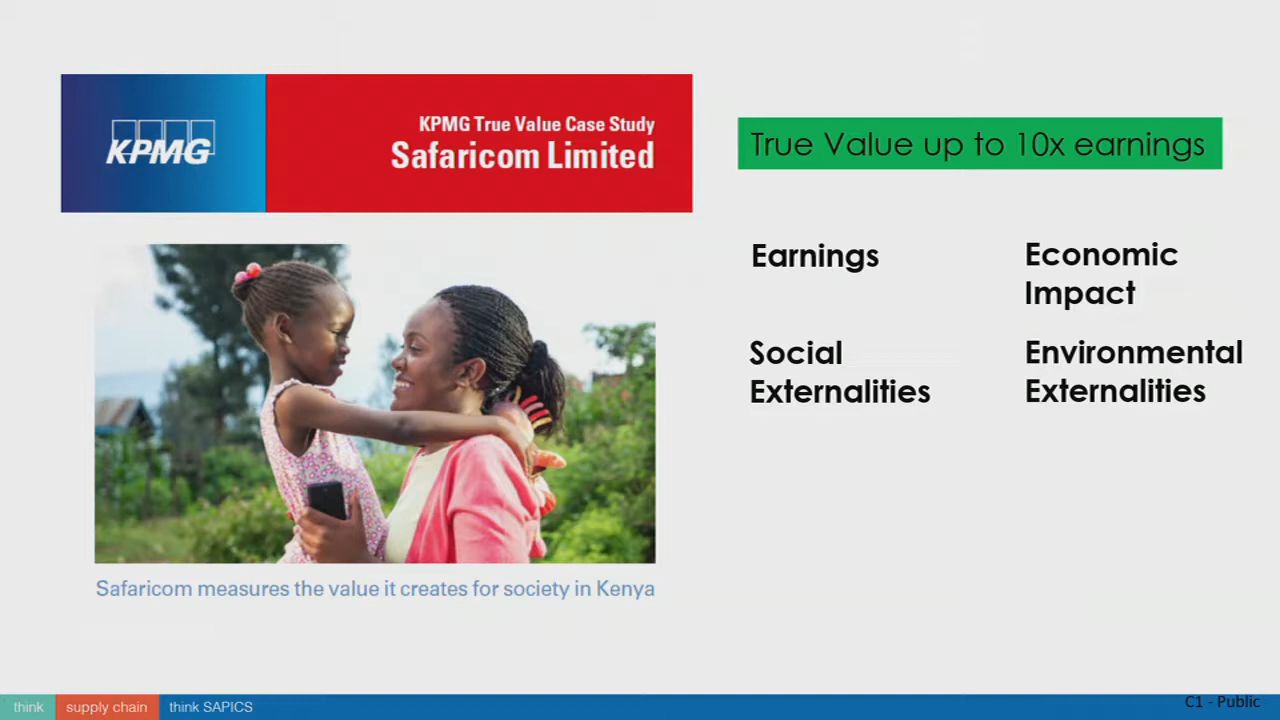 KPMG
KPMG True Value Case Study
Safaricom Limited
True Value up to 10x earnings
Earnings
Economic
Impact
Social
Externalities
Environmental
Externalities
Safaricom measures the value it creates for society in Kenya
think supply chain think SAPICS
C1 - Public